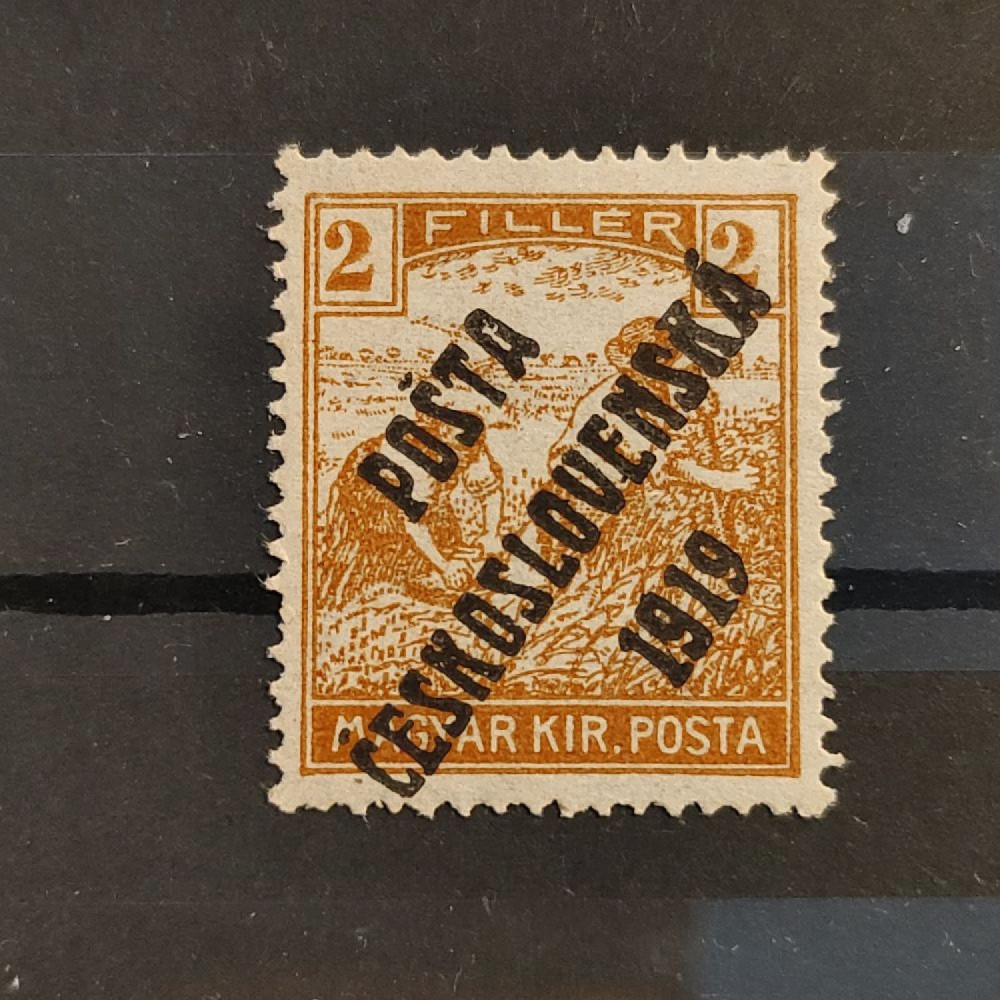 2 FILLÉR 2
POŠTA
ČESKOSLOVENSKÁ
1919
MAGYAR KIR. POSTA